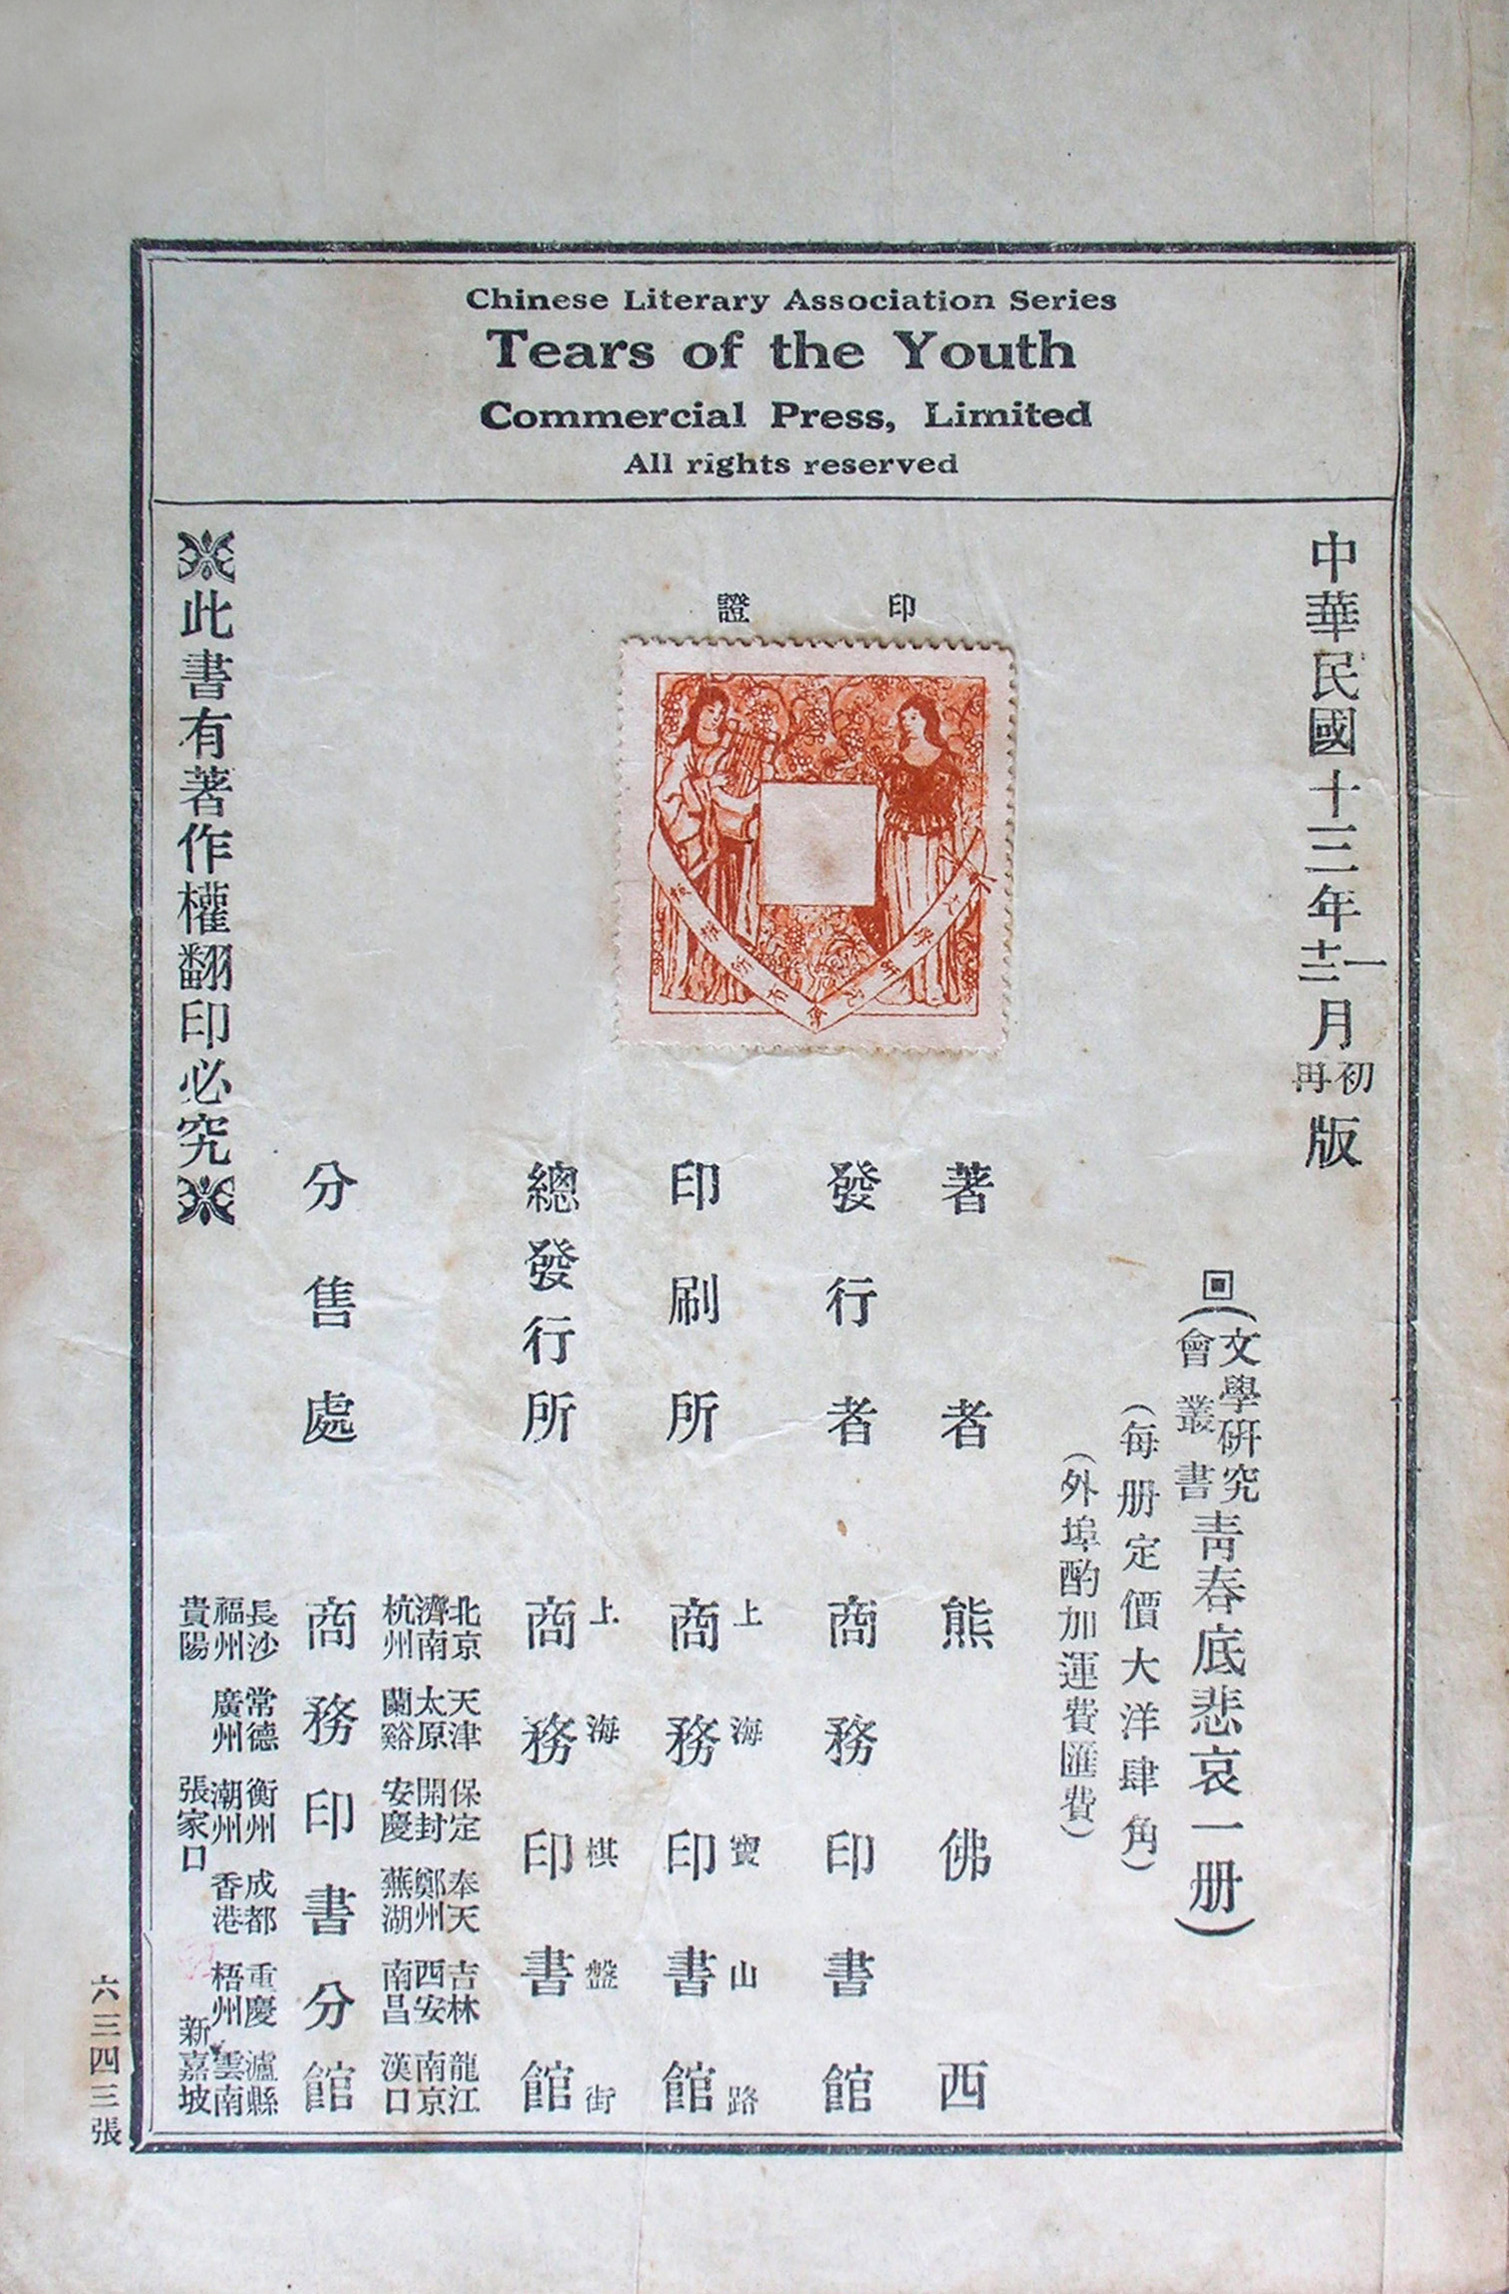 Chinese Literary Association Series
Tears of the Youth
Commercial Press, Limited
All rights reserved
中華民國十三年
一
十二
月
初
再
版
回(
文學研究
會叢書
青春底悲哀一册)
(每册定價大洋肆角)
(外埠酌加運費匯費)
印證
著者 熊佛西
發行者 商務印書館
上海寶山路
印刷所 商務印書館
上海棋盤街
總發行所 商務印書館
北京 天津 保定 奉天 吉林 龍江
濟南 太原 開封 鄭州 西安 南京
杭州 蘭谿 安慶 蕪湖 南昌 漢口
分售處 商務印書分館
長沙 常德 衡州 成都 重慶 瀘縣
福州 廣州 潮州 香港 梧州 雲南
貴陽 張家口 新嘉坡
此書有著作權翻印必究
六三四三張